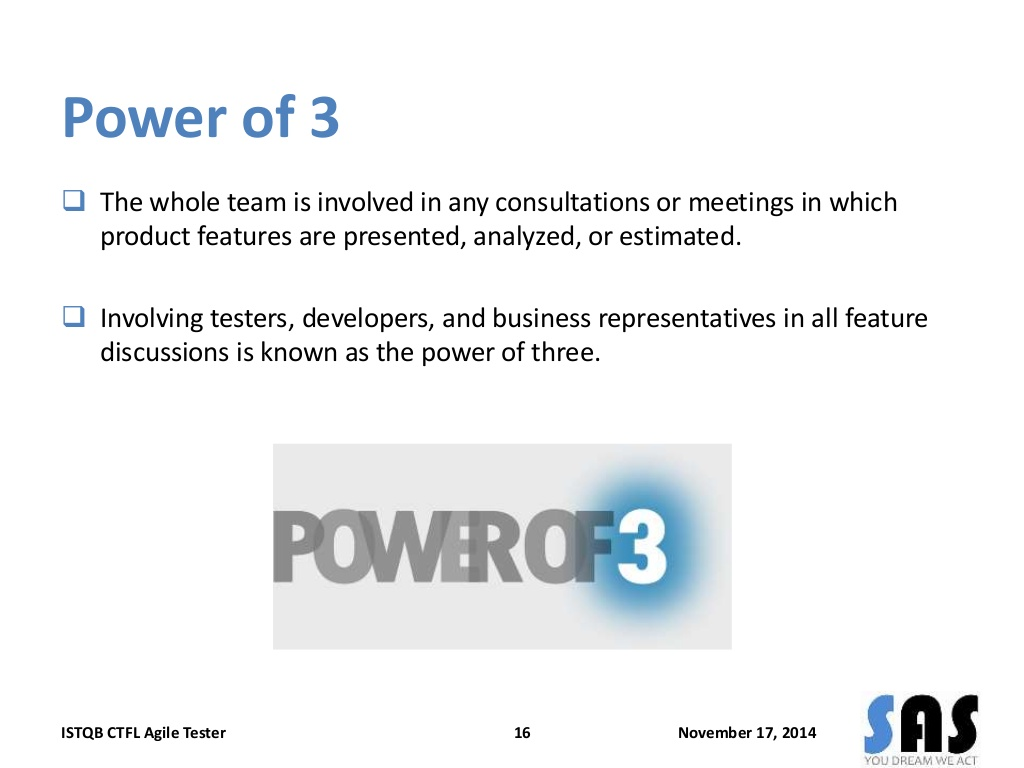 Power of 3
The whole team is involved in any consultations or meetings in which
product features are presented, analyzed, or estimated.
Involving testers, developers, and business representatives in all feature
discussions is known as the power of three.
POWER OF 3
ISTQB CTFL Agile Tester
16
November 17, 2014
SAS
YOU DREAM WE ACT